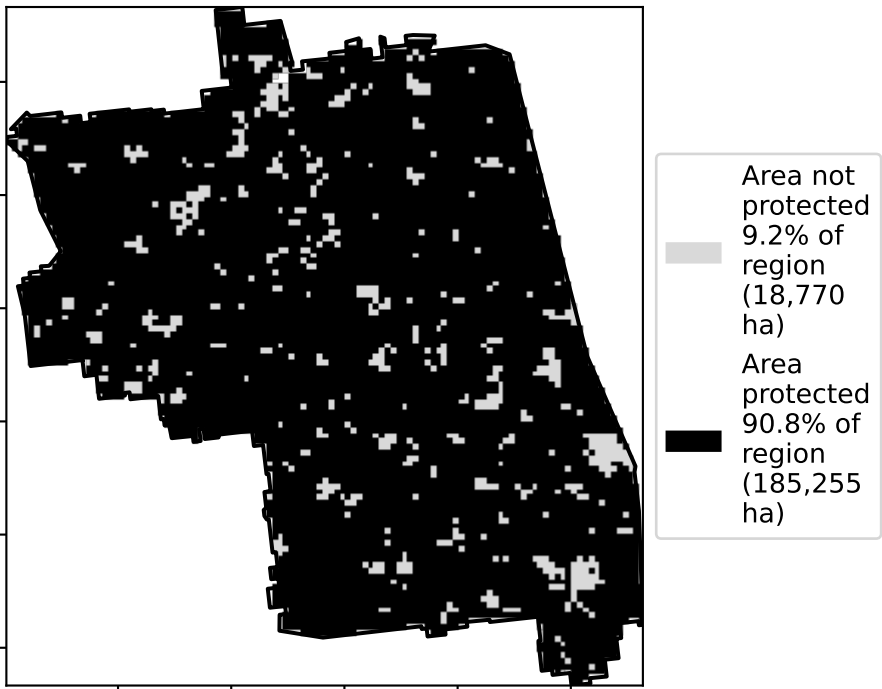 Area not
protected
9.2% of
region
(18,770
ha)
Area
protected
90.8% of
region
(185,255
ha)